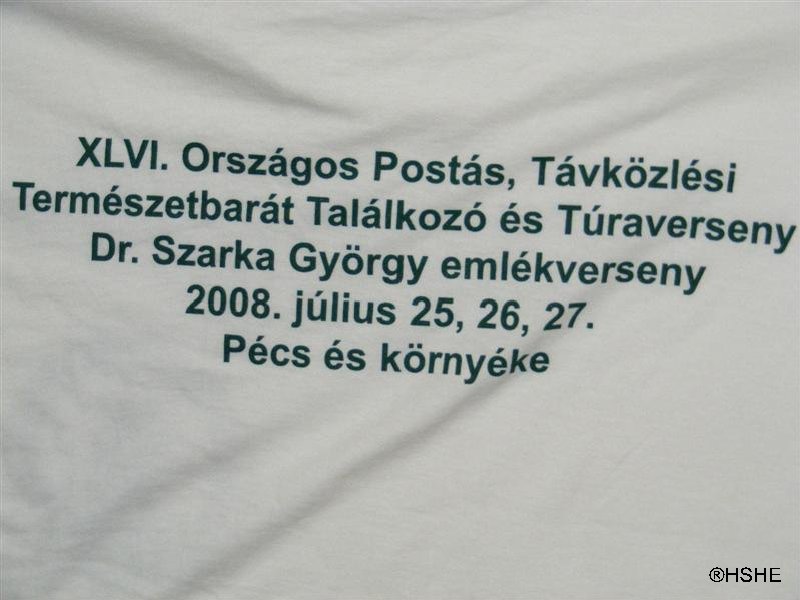 XLVI. Országos Postás, Távközlési
Természetbarát Találkozó és Túraverseny
Dr. Szarka György emlékverseny
2008. július 25, 26, 27.
Pécs és környéke
®HSHE